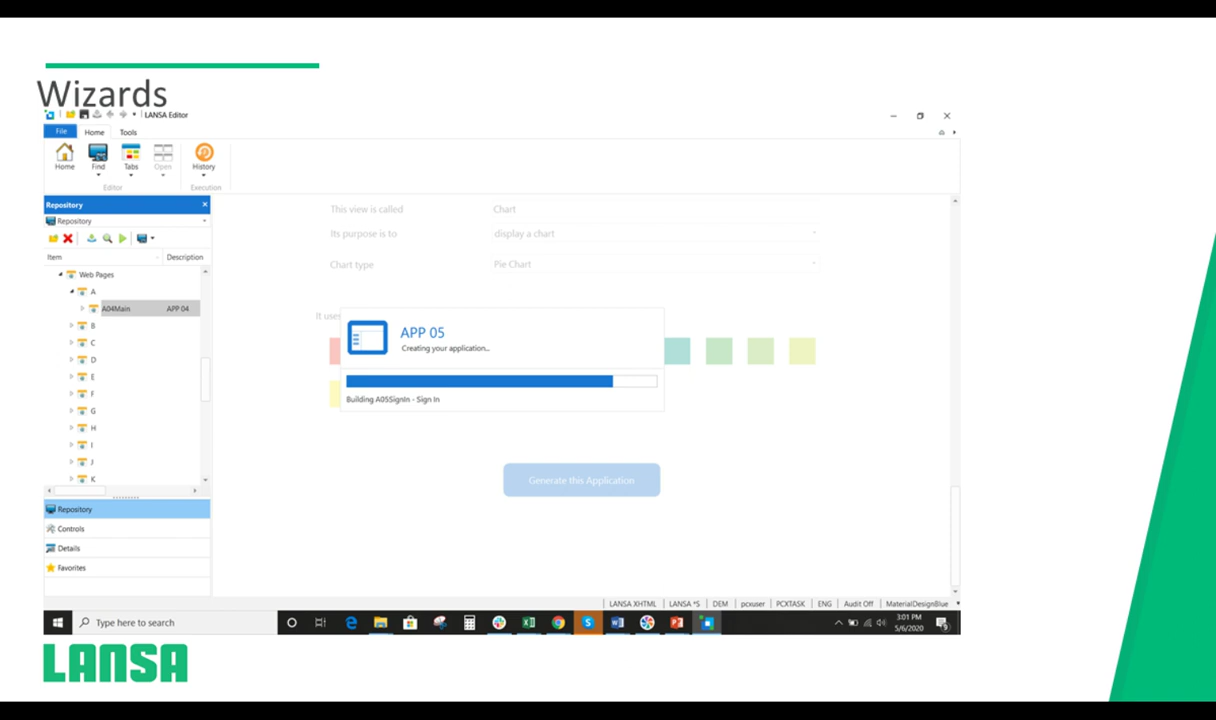 Wizards
LANSA Editor
File Home Tools
Home Find Tabs Open History
Editor Execution
Repository
Repository
Item Description
Web Pages
A
A04Main APP 04
B
C
D
E
F
G
H
I
J
K
Repository
Controls
Details
Favorites
This view is called Chart
Its purpose is to display a chart
Chart type Pie Chart
It uses
APP 05
Creating your application...
Building A05SignIn - Sign In
Generate this Application
LANSA XHTML LANSA *S DEM pcxuser PCXTASK ENG Audit Off MaterialDesignBlue
Type here to search
3:01 PM
5/6/2020
LANSA